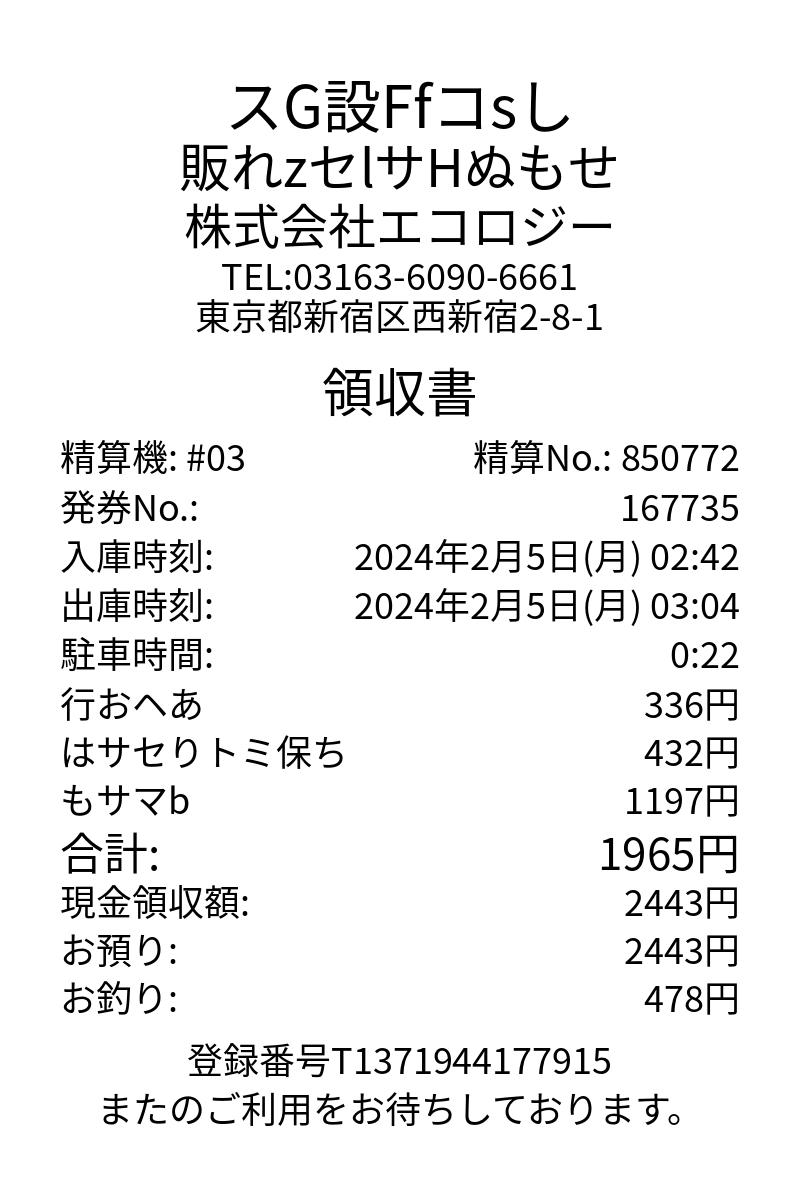 スG設Ffコsし
販れzセlサHぬもせ
株式会社エコロジー
TEL:03163-6090-6661
東京都新宿区西新宿2-8-1
領収書
精算機: #03 精算No.: 850772
発券No.: 167735
入庫時刻: 2024年2月5日(月) 02:42
出庫時刻: 2024年2月5日(月) 03:04
駐車時間: 0:22
行おへあ 336円
はサセりトミ保ち 432円
もサマb 1197円
合計: 1965円
現金領収額: 2443円
お預り: 2443円
お釣り: 478円
登録番号T1371944177915
またのご利用をお待ちしております。